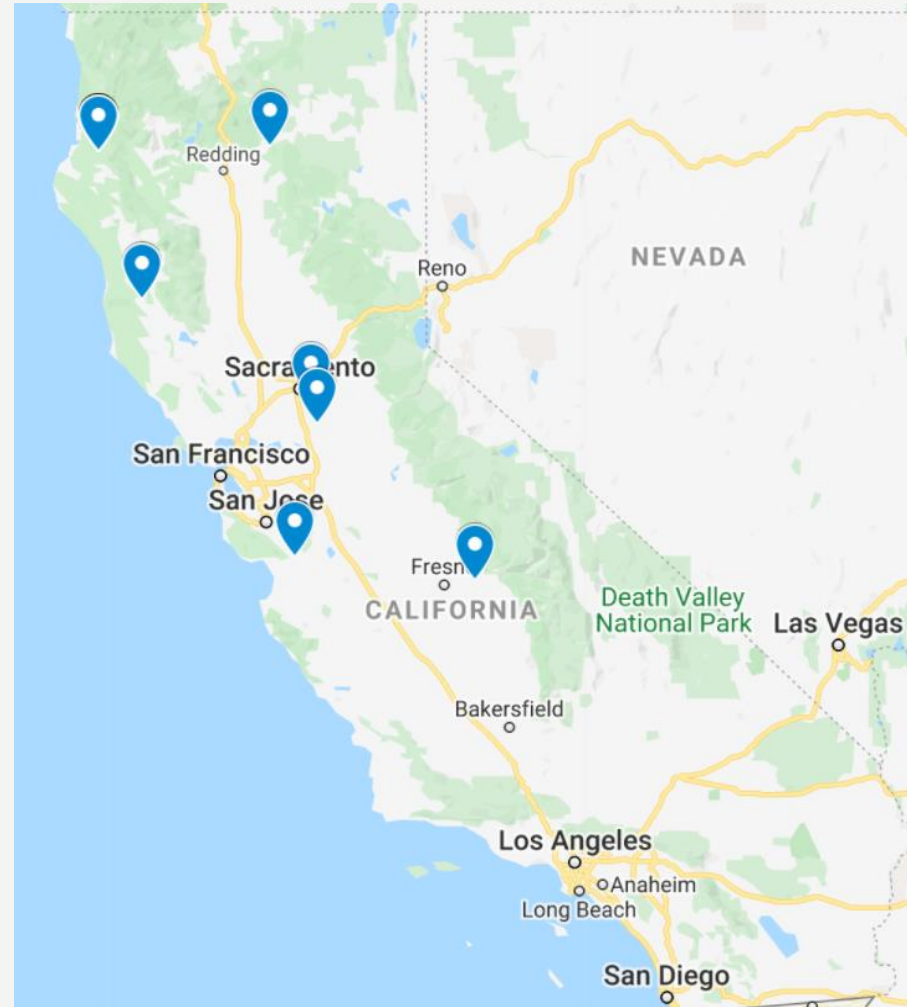 Redding
NEVADA
Reno
Sacra ento
San Francisco
San Jose
Fresn
CALIFORNIA
Death Valley
National Park
Las Vegas
Bakersfield
Los Angeles
Anaheim
Long Beach
San Diego